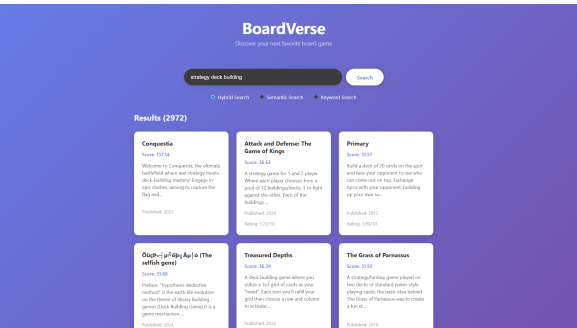 BoardVerse
Discover your next favorite board game
strategy deck building
Search
Hybrid Search
Semantic Search
Keyword Search
Results (2972)
Conquestia
Score: 137.14
Welcome to Conquestia, the ultimate
battlefield where war strategy meets
deck-building mastery! Engage in
epic clashes, aiming to capture the
flag and...
Published: 2023
Attack and Defense: The
Game of Kings
Score: 36.63
A strategy game for 1 and 2 player.
Where each player chooses from a
pool of 12 buildings/decks, 3 to fight
against the other. Each of the
buildings...
Published: 2024
Rating: 5.72/10
Primary
Score: 31.57
Build a deck of 30 cards on the spot
and face your opponent to see who
can come out on top. Exchange
turns with your opponent, building
up your own so...
Published: 2012
Rating: 3.90/10
(The
selfish gene)
Score: 31.68
Preface. "hypothesis deductive
method" is the earth life evolution
on the theme of library Building
games (Deck Building Game) It is a
game mechanism ...
Published: 2024
Treasured Depths
Score: 36.34
A deck building game where you
utilize a 3x3 grid of cards as your
"hand". Each turn you'll refill your
grid then choose a row and column
to activate....
Published: 2022
The Grass of Parnassus
Score: 31.92
A strategy/fantasy game played on
two decks of standard poker-style
playing cards, the basic idea behind
The Grass of Parnassus was to create
a fun st...
Published: 2010